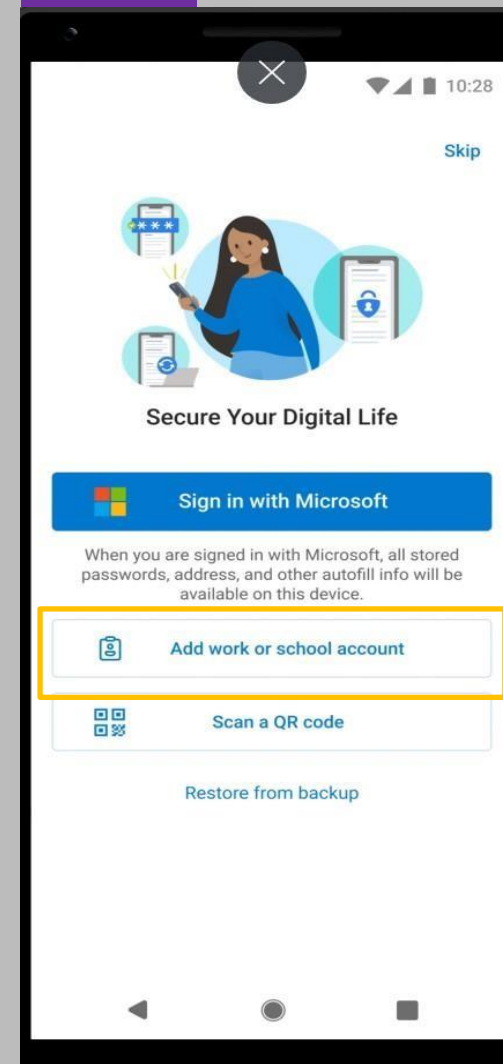 10:28
Skip
****
Secure Your Digital Life
Sign in with Microsoft
When you are signed in with Microsoft, all stored
passwords, address, and other autofill info will be
available on this device.
Add work or school account
Scan a QR code
Restore from backup